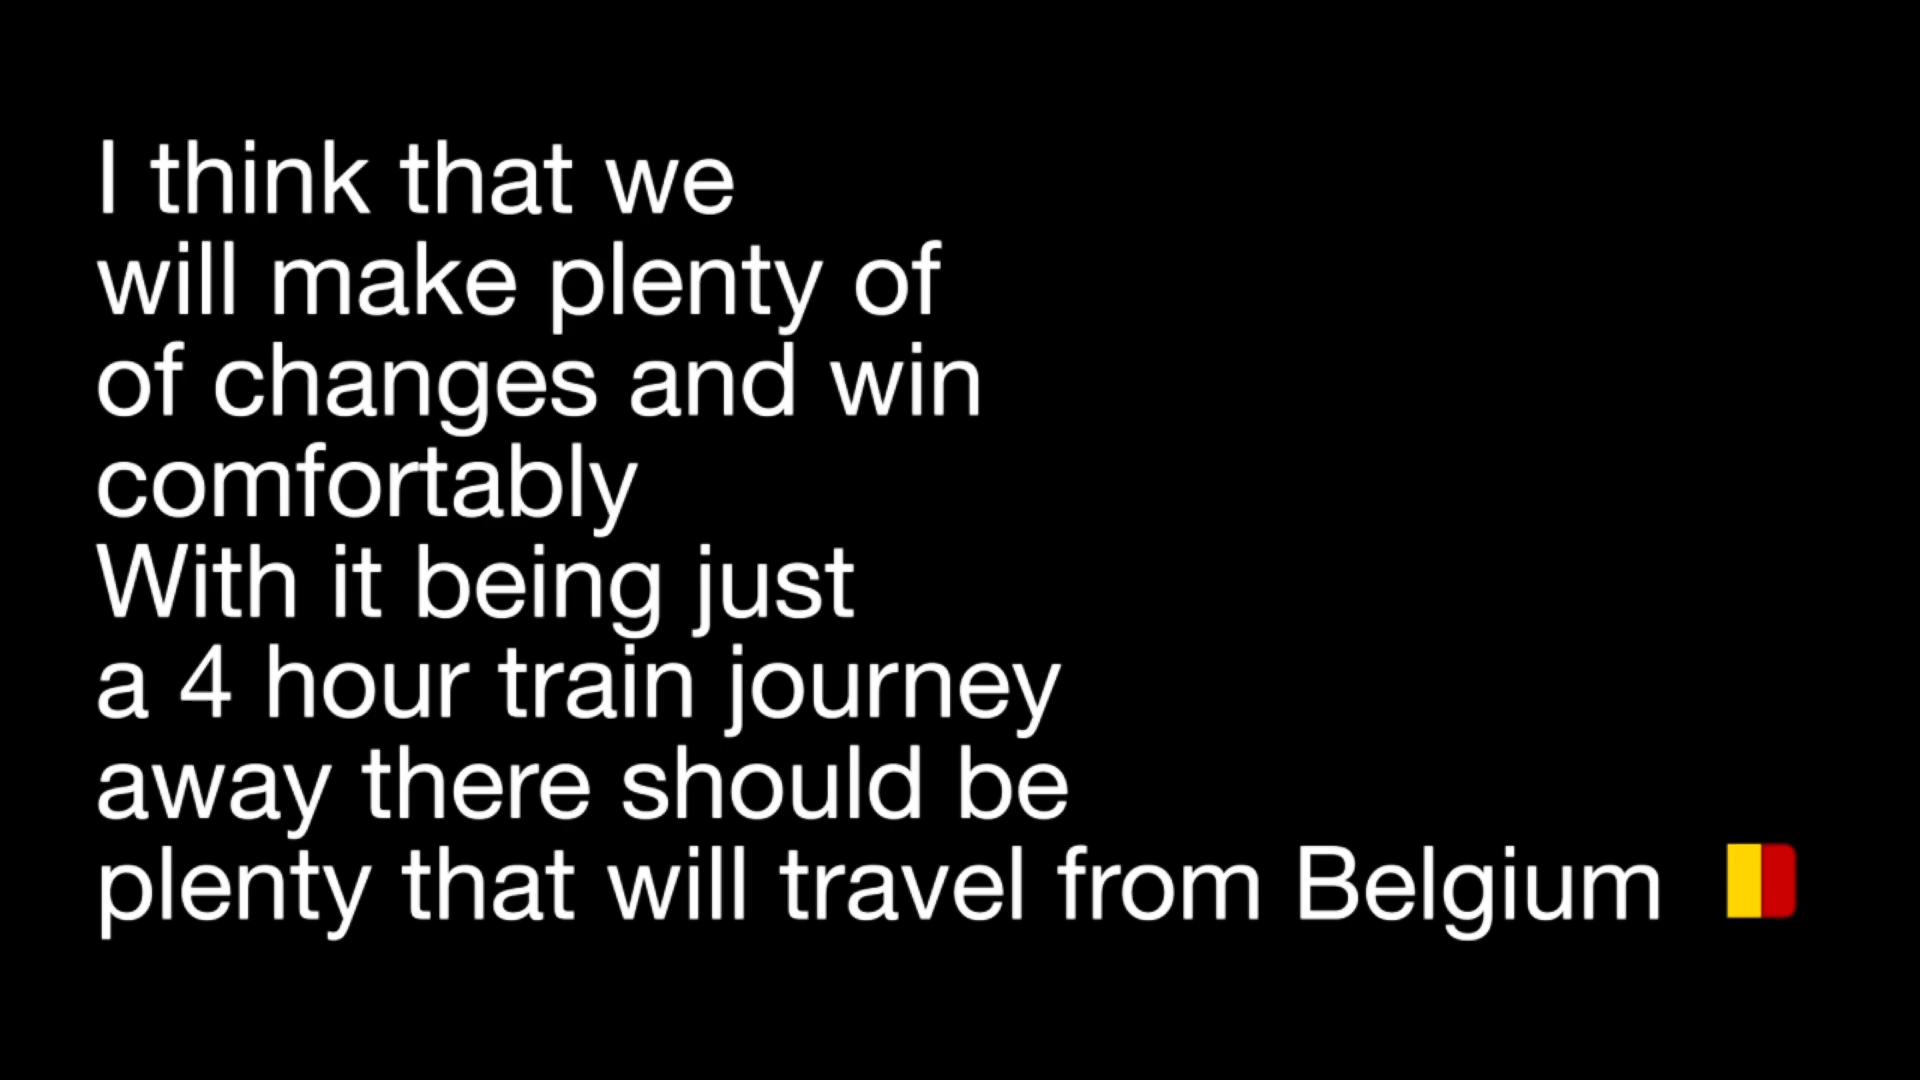 I think that we
will make plenty of
of changes and win
comfortably
With it being just
a 4 hour train journey
away there should be
plenty that will travel from Belgium 🇧🇪